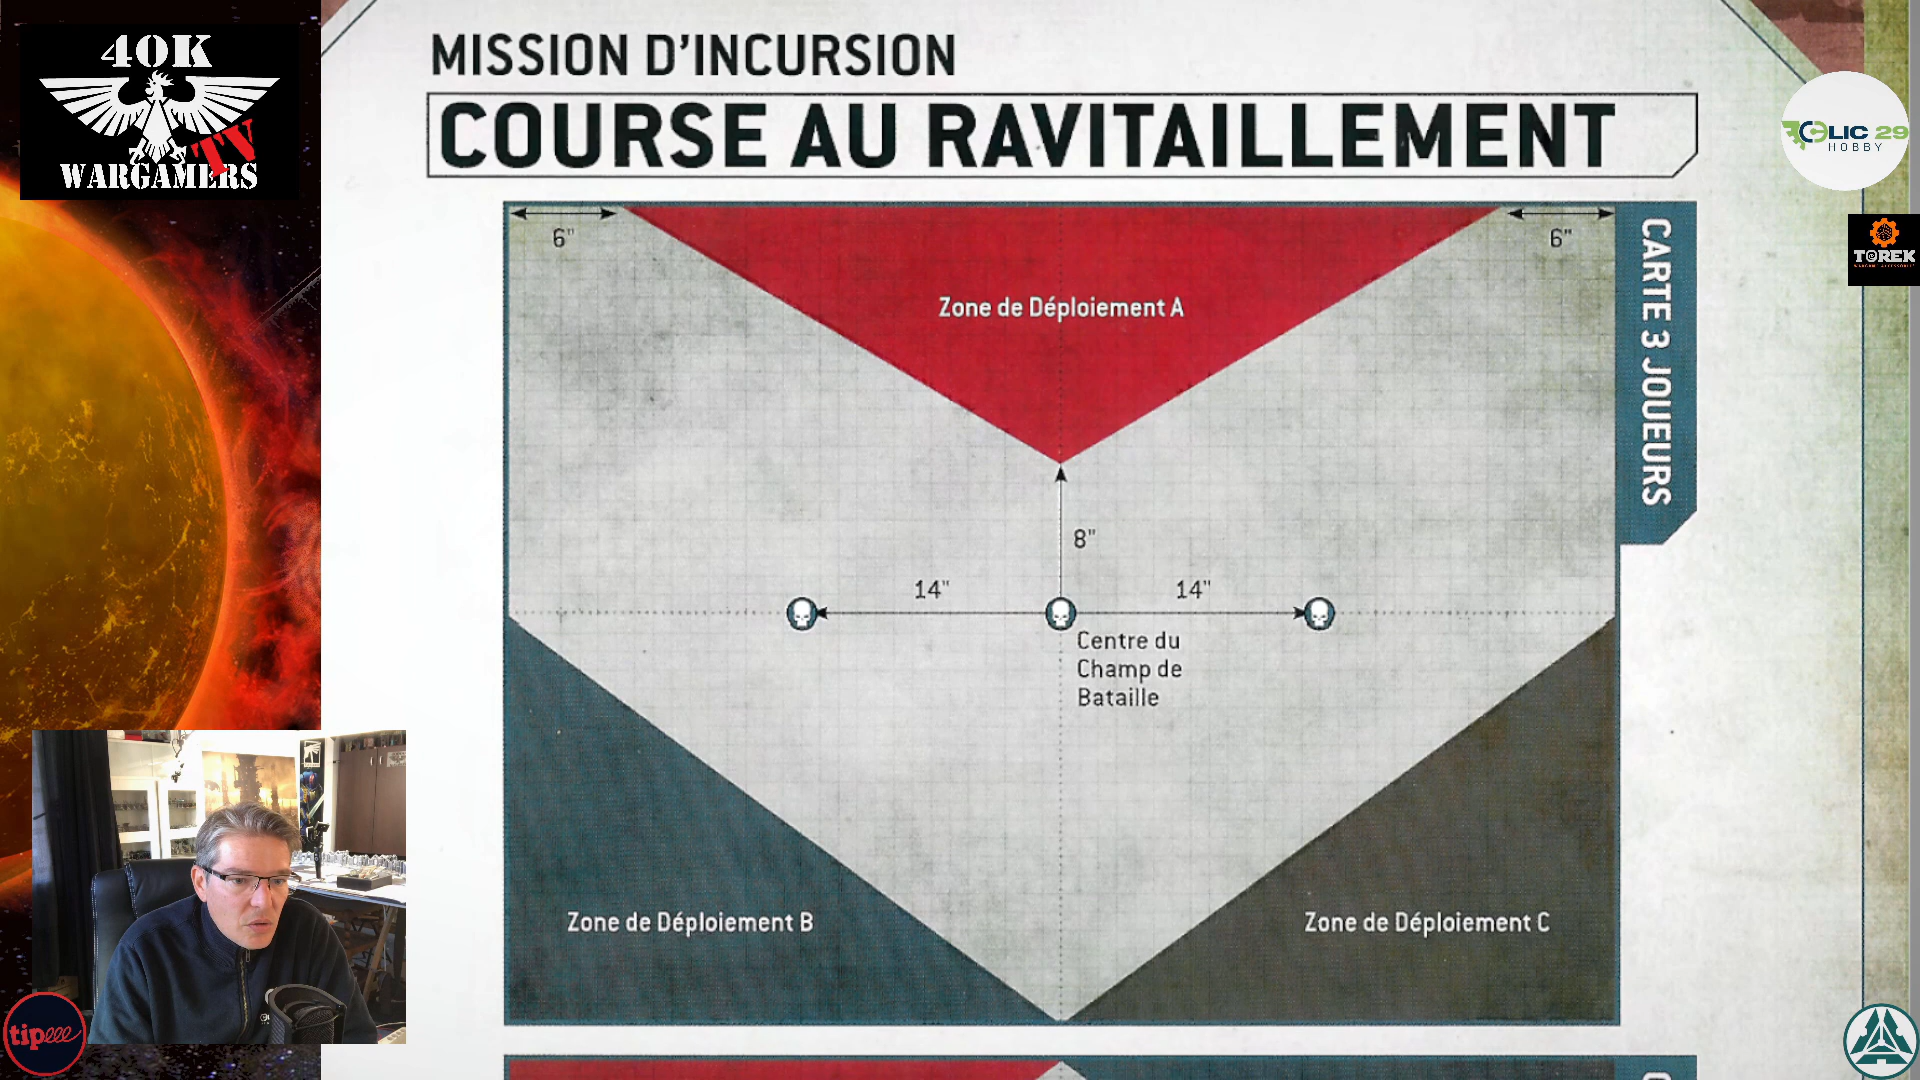 40K
TV
WARGAMERS
MISSION D'INCURSION
COURSE AU RAVITAILLEMENT
CLIC 29
HOBBY
TOREK
CARTE 3 JOUEURS
6"
6"
Zone de Déploiement A
8"
14"
14"
Centre du
Champ de
Bataille
Zone de Déploiement B
Zone de Déploiement C
tipeee